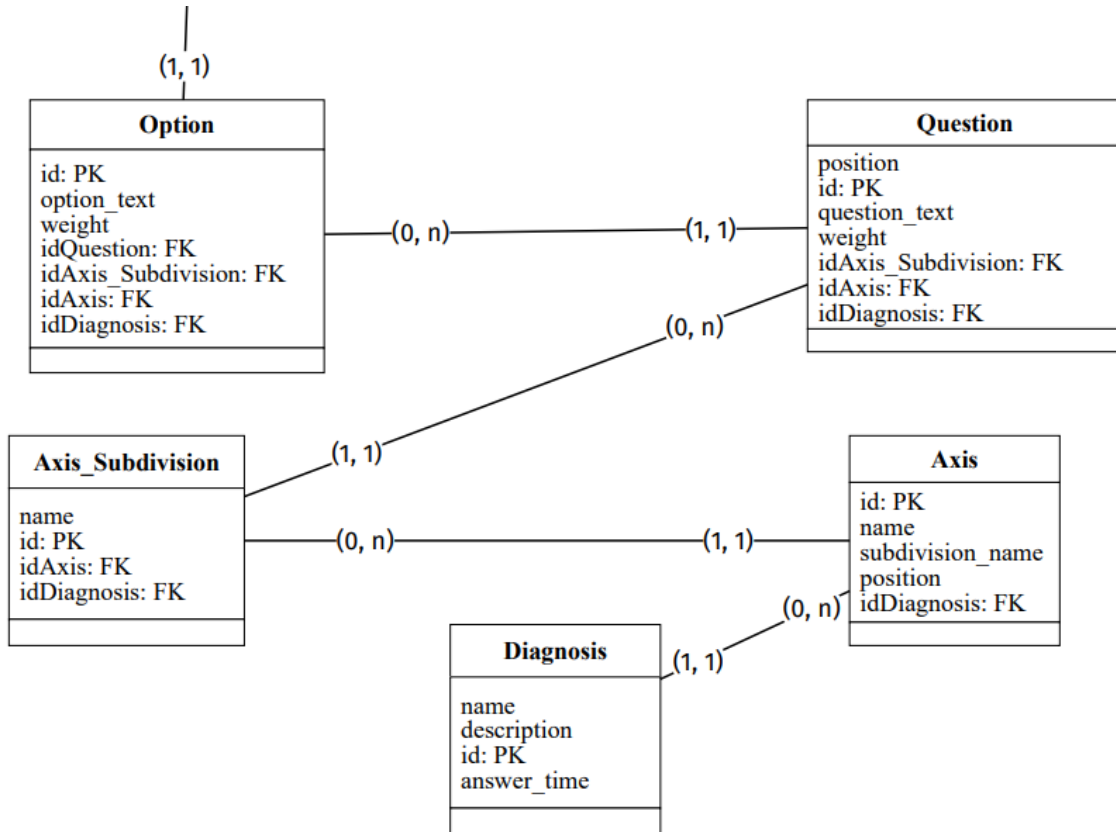 (1, 1)
Option
id: PK
option_text
weight
idQuestion: FK
idAxis_Subdivision: FK
idAxis: FK
idDiagnosis: FK
(0, n)
(1, 1)
Question
position
id: PK
question_text
weight
idAxis_Subdivision: FK
idAxis: FK
idDiagnosis: FK
(0, n)
(1, 1)
Axis_Subdivision
name
id: PK
idAxis: FK
idDiagnosis: FK
(0, n)
(1, 1)
Axis
id: PK
name
subdivision_name
position
idDiagnosis: FK
(0, n)
(1, 1)
Diagnosis
name
description
id: PK
answer_time